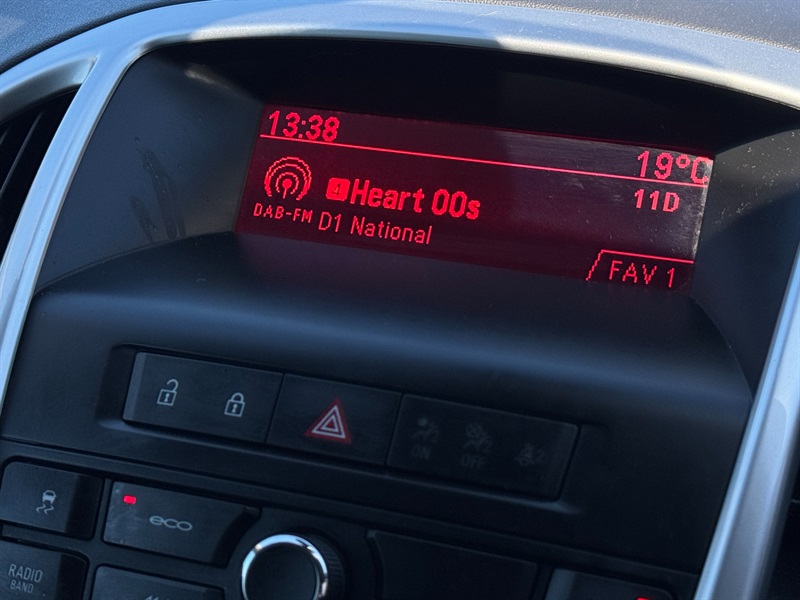 13:38
19°C
Heart 00s
11D
DAB-FM
D1 National
FAV 1
ON
OFF
eco
RADIO
BAND